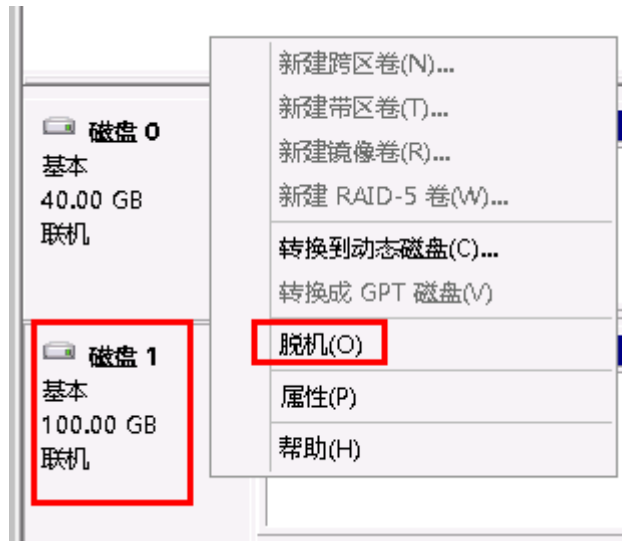 新建跨区卷(N)...
新建带区卷(T)...
新建镜像卷(R)...
新建 RAID-5 卷(W)...
转换到动态磁盘(C)...
转换成 GPT 磁盘(V)
脱机(O)
属性(P)
帮助(H)
磁盘 0
基本
40.00 GB
联机
磁盘 1
基本
100.00 GB
联机